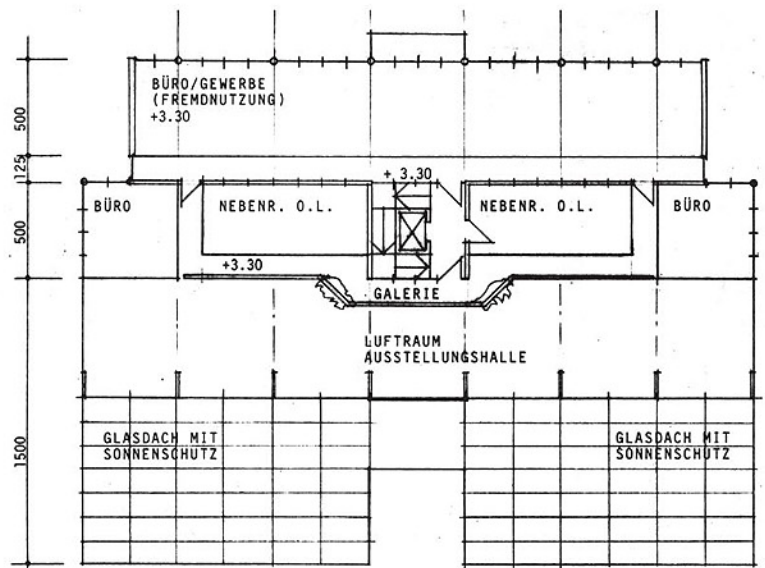 BÜRO/GEWERBE
(FREMDNUTZUNG)
+3.30
500
125
500
1500
+ 3.30
BÜRO
NEBENR. O.L.
NEBENR. O.L.
BÜRO
+3.30
GALERIE
LUFTRAUM
AUSSTELLUNGSHALLE
GLASDACH MIT
SONNENSCHUTZ
GLASDACH MIT
SONNENSCHUTZ